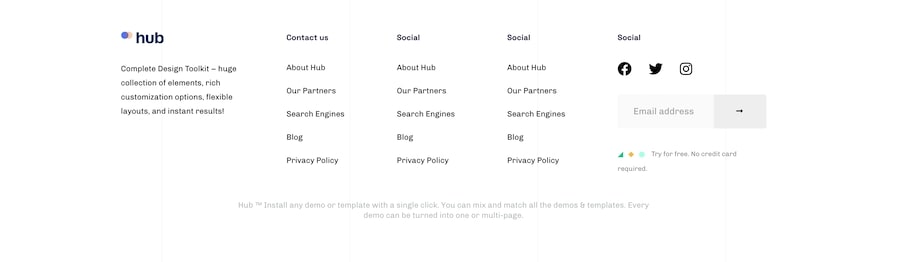 hub
Complete Design Toolkit – huge
collection of elements, rich
customization options, flexible
layouts, and instant results!
Contact us
About Hub
Our Partners
Search Engines
Blog
Privacy Policy
Social
About Hub
Our Partners
Search Engines
Blog
Privacy Policy
Social
About Hub
Our Partners
Search Engines
Blog
Privacy Policy
Social
Email address →
Try for free. No credit card
required.
Hub ™ Install any demo or template with a single click. You can mix and match all the demos & templates. Every
demo can be turned into one or multi-page.